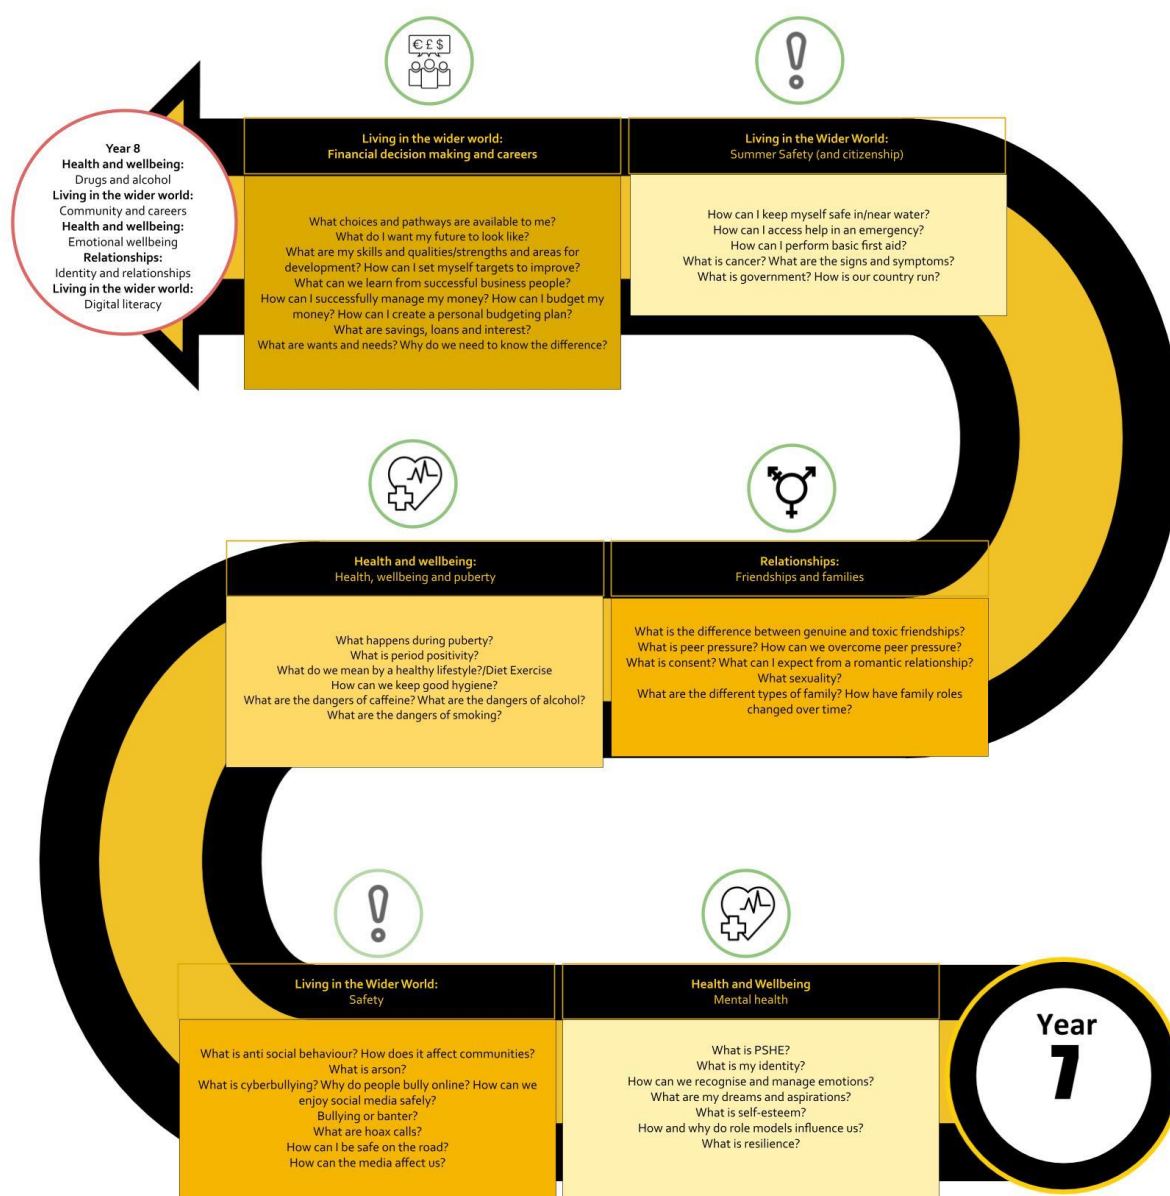 € £ $
Year 8
Health and wellbeing:
Drugs and alcohol
Living in the wider world:
Community and careers
Health and wellbeing:
Emotional wellbeing
Relationships:
Identity and relationships
Living in the wider world:
Digital literacy
Living in the wider world:
Financial decision making and careers
What choices and pathways are available to me?
What do I want my future to look like?
What are my skills and qualities/strengths and areas for
development? How can I set myself targets to improve?
What can we learn from successful business people?
How can I successfully manage my money? How can I budget my
money? How can I create a personal budgeting plan?
What are savings, loans and interest?
What are wants and needs? Why do we need to know the difference?
Living in the Wider World:
Summer Safety (and citizenship)
How can I keep myself safe in/near water?
How can I access help in an emergency?
How can I perform basic first aid?
What is cancer? What are the signs and symptoms?
What is government? How is our country run?
Health and wellbeing:
Health, wellbeing and puberty
What happens during puberty?
What is period positivity?
What do we mean by a healthy lifestyle?/Diet Exercise
How can we keep good hygiene?
What are the dangers of caffeine? What are the dangers of alcohol?
What are the dangers of smoking?
Relationships:
Friendships and families
What is the difference between genuine and toxic friendships?
What is peer pressure? How can we overcome peer pressure?
What is consent? What can I expect from a romantic relationship?
What sexuality?
What are the different types of family? How have family roles
changed over time?
Living in the Wider World:
Safety
What is anti social behaviour? How does it affect communities?
What is arson?
What is cyberbullying? Why do people bully online? How can we
enjoy social media safely?
Bullying or banter?
What are hoax calls?
How can I be safe on the road?
How can the media affect us?
Health and Wellbeing
Mental health
What is PSHE?
What is my identity?
How can we recognise and manage emotions?
What are my dreams and aspirations?
What is self-esteem?
How and why do role models influence us?
What is resilience?
Year
7